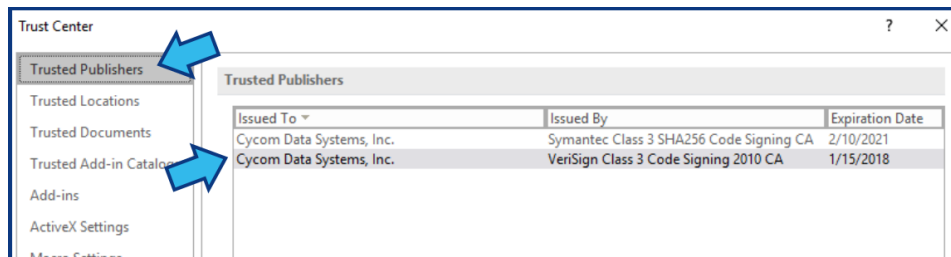 Trust Center ? ×
Trusted Publishers
Trusted Locations
Trusted Documents
Trusted Add-in Catalogs
Add-ins
ActiveX Settings
Macro Settings
Trusted Publishers
Issued To Issued By Expiration Date
Cycom Data Systems, Inc. Symantec Class 3 SHA256 Code Signing CA 2/10/2021
Cycom Data Systems, Inc. VeriSign Class 3 Code Signing 2010 CA 1/15/2018